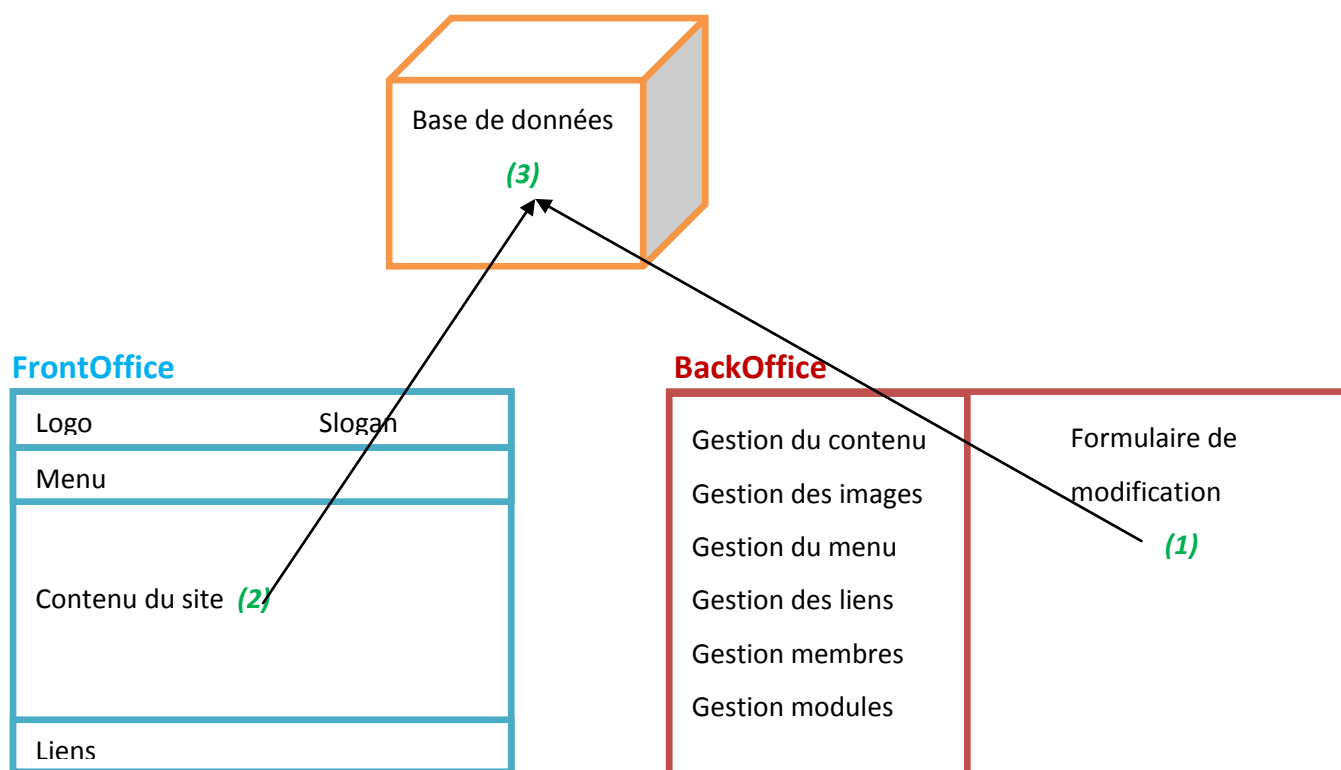 Base de données
(3)
FrontOffice
Logo Slogan
Menu
Contenu du site (2)
Liens
BackOffice
Gestion du contenu
Gestion des images
Gestion du menu
Gestion des liens
Gestion membres
Gestion modules
Formulaire de
modification
(1)